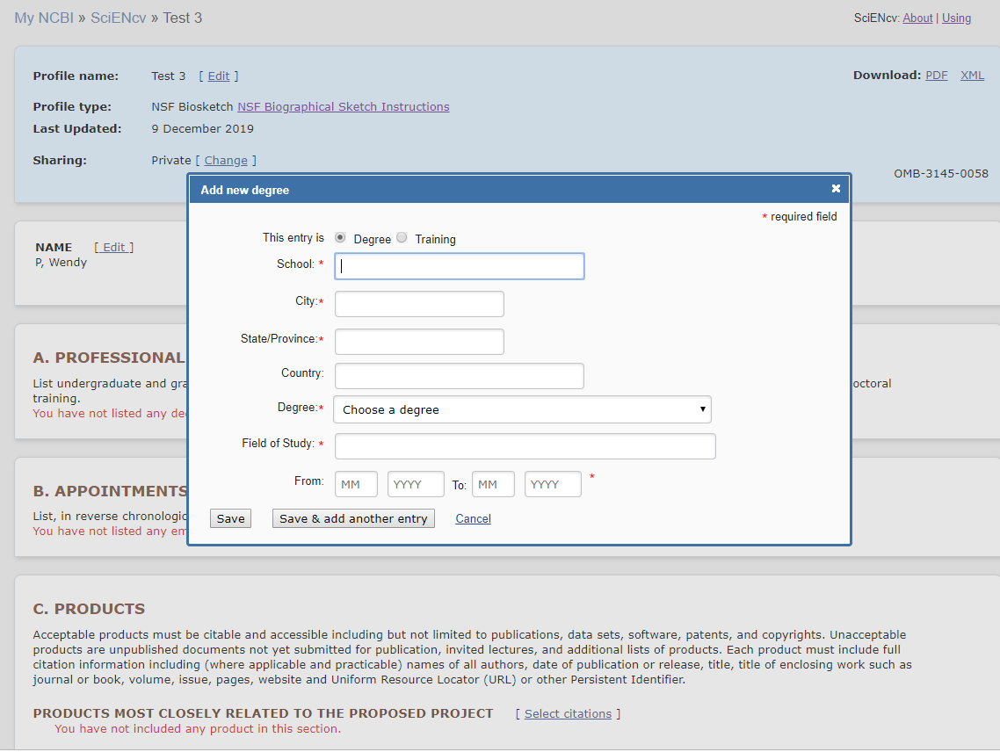 My NCBI » SciENcv » Test 3
SciENcv: About | Using
Profile name: Test 3 [ Edit ]
Download: PDF XML
Profile type: NSF Biosketch NSF Biographical Sketch Instructions
Last Updated: 9 December 2019
Sharing: Private [ Change ]
OMB-3145-0058
Add new degree
* required field
This entry is Degree Training
School: *
City:*
State/Province:*
Country:
Degree:* Choose a degree
Field of Study: *
From: MM YYYY To: MM YYYY *
Save Save & add another entry Cancel
NAME [ Edit ]
P, Wendy
A. PROFESSIONAL
List undergraduate and gra octoral
training.
You have not listed any de
B. APPOINTMENTS
List, in reverse chronologic
You have not listed any em
C. PRODUCTS
Acceptable products must be citable and accessible including but not limited to publications, data sets, software, patents, and copyrights. Unacceptable
products are unpublished documents not yet submitted for publication, invited lectures, and additional lists of products. Each product must include full
citation information including (where applicable and practicable) names of all authors, date of publication or release, title, title of enclosing work such as
journal or book, volume, issue, pages, website and Uniform Resource Locator (URL) or other Persistent Identifier.
PRODUCTS MOST CLOSELY RELATED TO THE PROPOSED PROJECT [ Select citations ]
You have not included any product in this section.